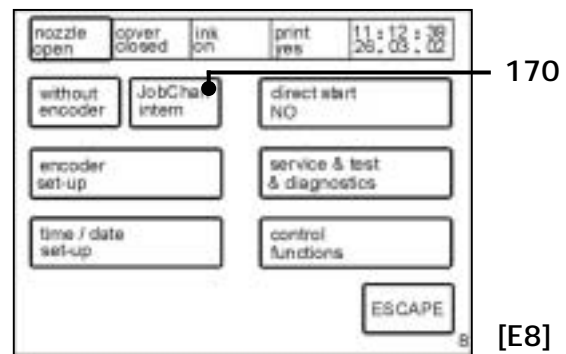 nozzle open
cover closed
ink on
print yes
11:12:38
26.03.02
170
without encoder
JobChan
intern
direct start
NO
encoder
set-up
service & test
& diagnostics
time / date
set-up
control
functions
ESCAPE
8
[E8]